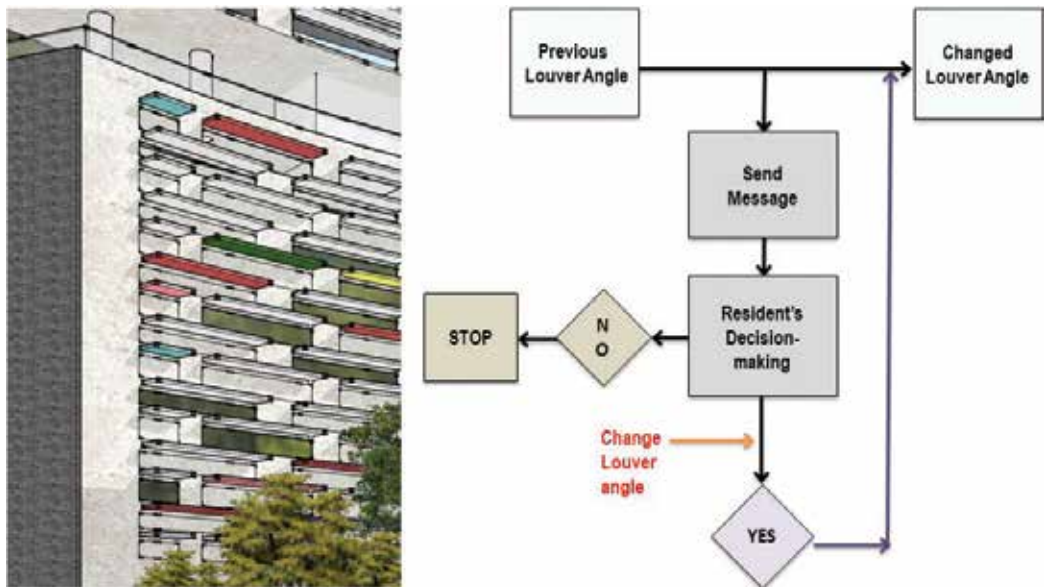 Previous
Louver Angle
Changed
Louver Angle
Send
Message
Resident's
Decision-
making
N
O
STOP
Change
Louver
angle
YES